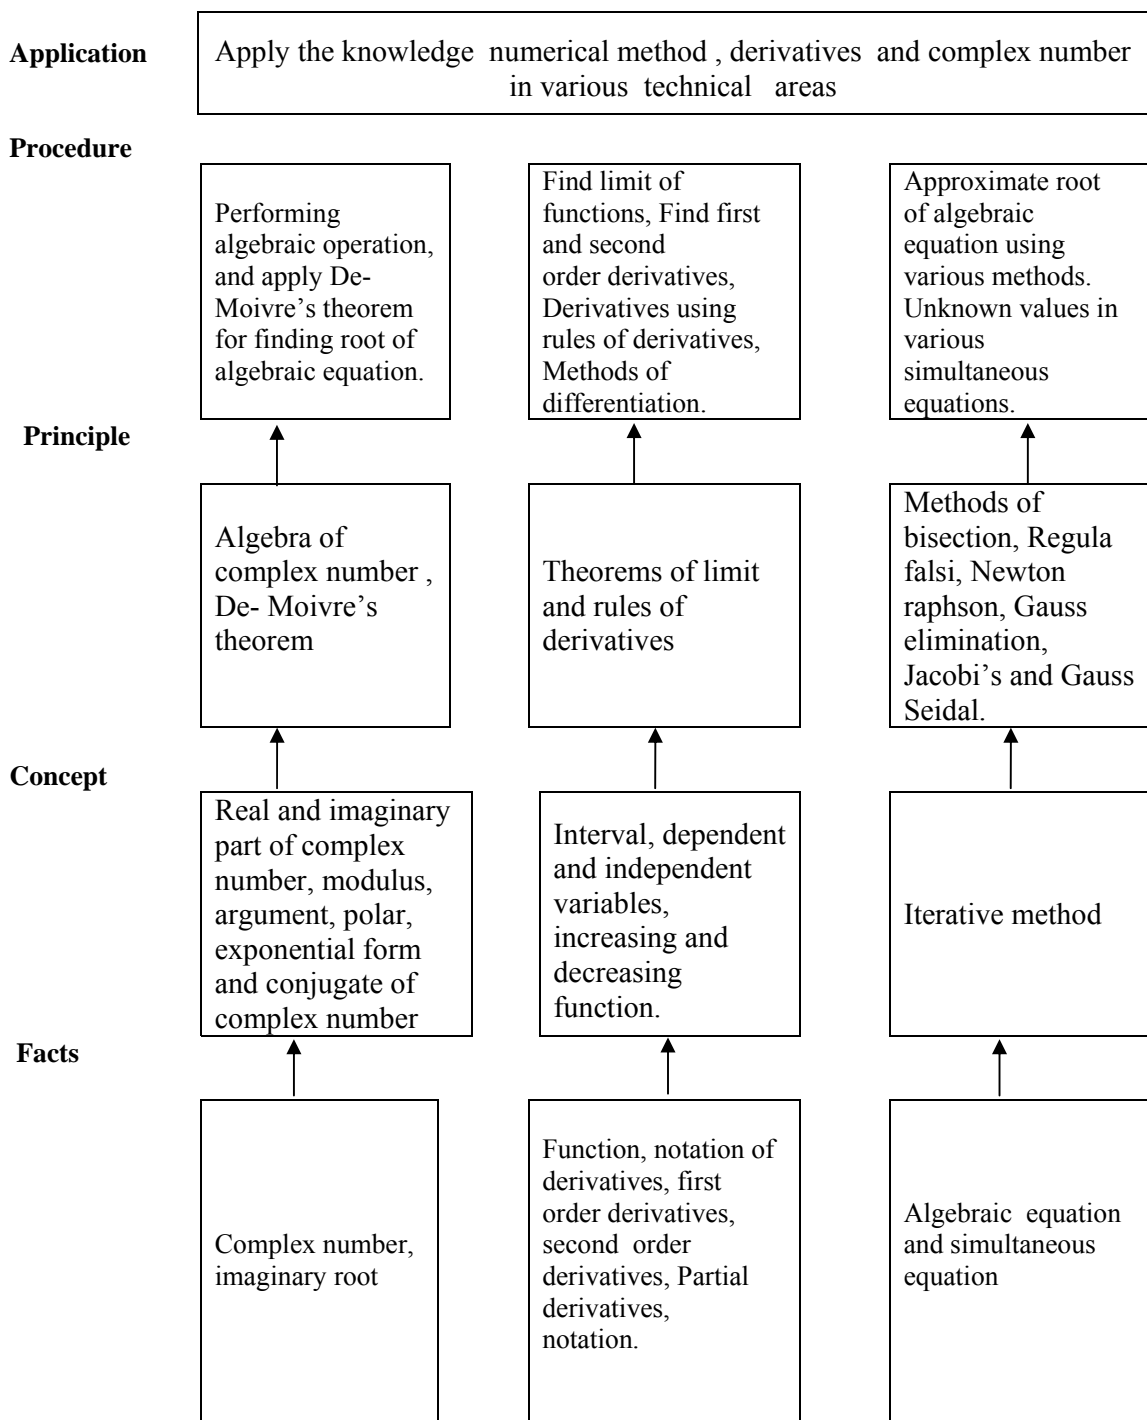 Application
Apply the knowledge numerical method , derivatives and complex number
in various technical areas
Procedure
Performing
algebraic operation,
and apply De-
Moivre’s theorem
for finding root of
algebraic equation.
Find limit of
functions, Find first
and second
order derivatives,
Derivatives using
rules of derivatives,
Methods of
differentiation.
Approximate root
of algebraic
equation using
various methods.
Unknown values in
various
simultaneous
equations.
Principle
Algebra of
complex number ,
De- Moivre’s
theorem
Theorems of limit
and rules of
derivatives
Methods of
bisection, Regula
falsi, Newton
raphson, Gauss
elimination,
Jacobi’s and Gauss
Seidal.
Concept
Real and imaginary
part of complex
number, modulus,
argument, polar,
exponential form
and conjugate of
complex number
Interval, dependent
and independent
variables,
increasing and
decreasing
function.
Iterative method
Facts
Complex number,
imaginary root
Function, notation of
derivatives, first
order derivatives,
second order
derivatives, Partial
derivatives,
notation.
Algebraic equation
and simultaneous
equation